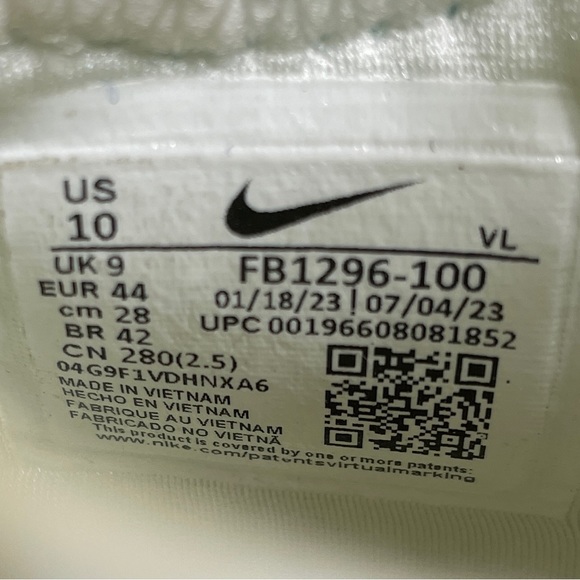 US
10
VL
UK 9
EUR 44
cm 28
BR 42
CN 280(2.5)
FB1296-100
01/18/23 | 07/04/23
UPC 00196608081852
04G9F1VDHNXA6
MADE IN VIETNAM
HECHO EN VIETNAM
FABRIQUE AU VIETNAM
FABRICADO NO VIETNÃ
This product is covered by one or more patents:
www.nike.com/patentsvirtualmarking